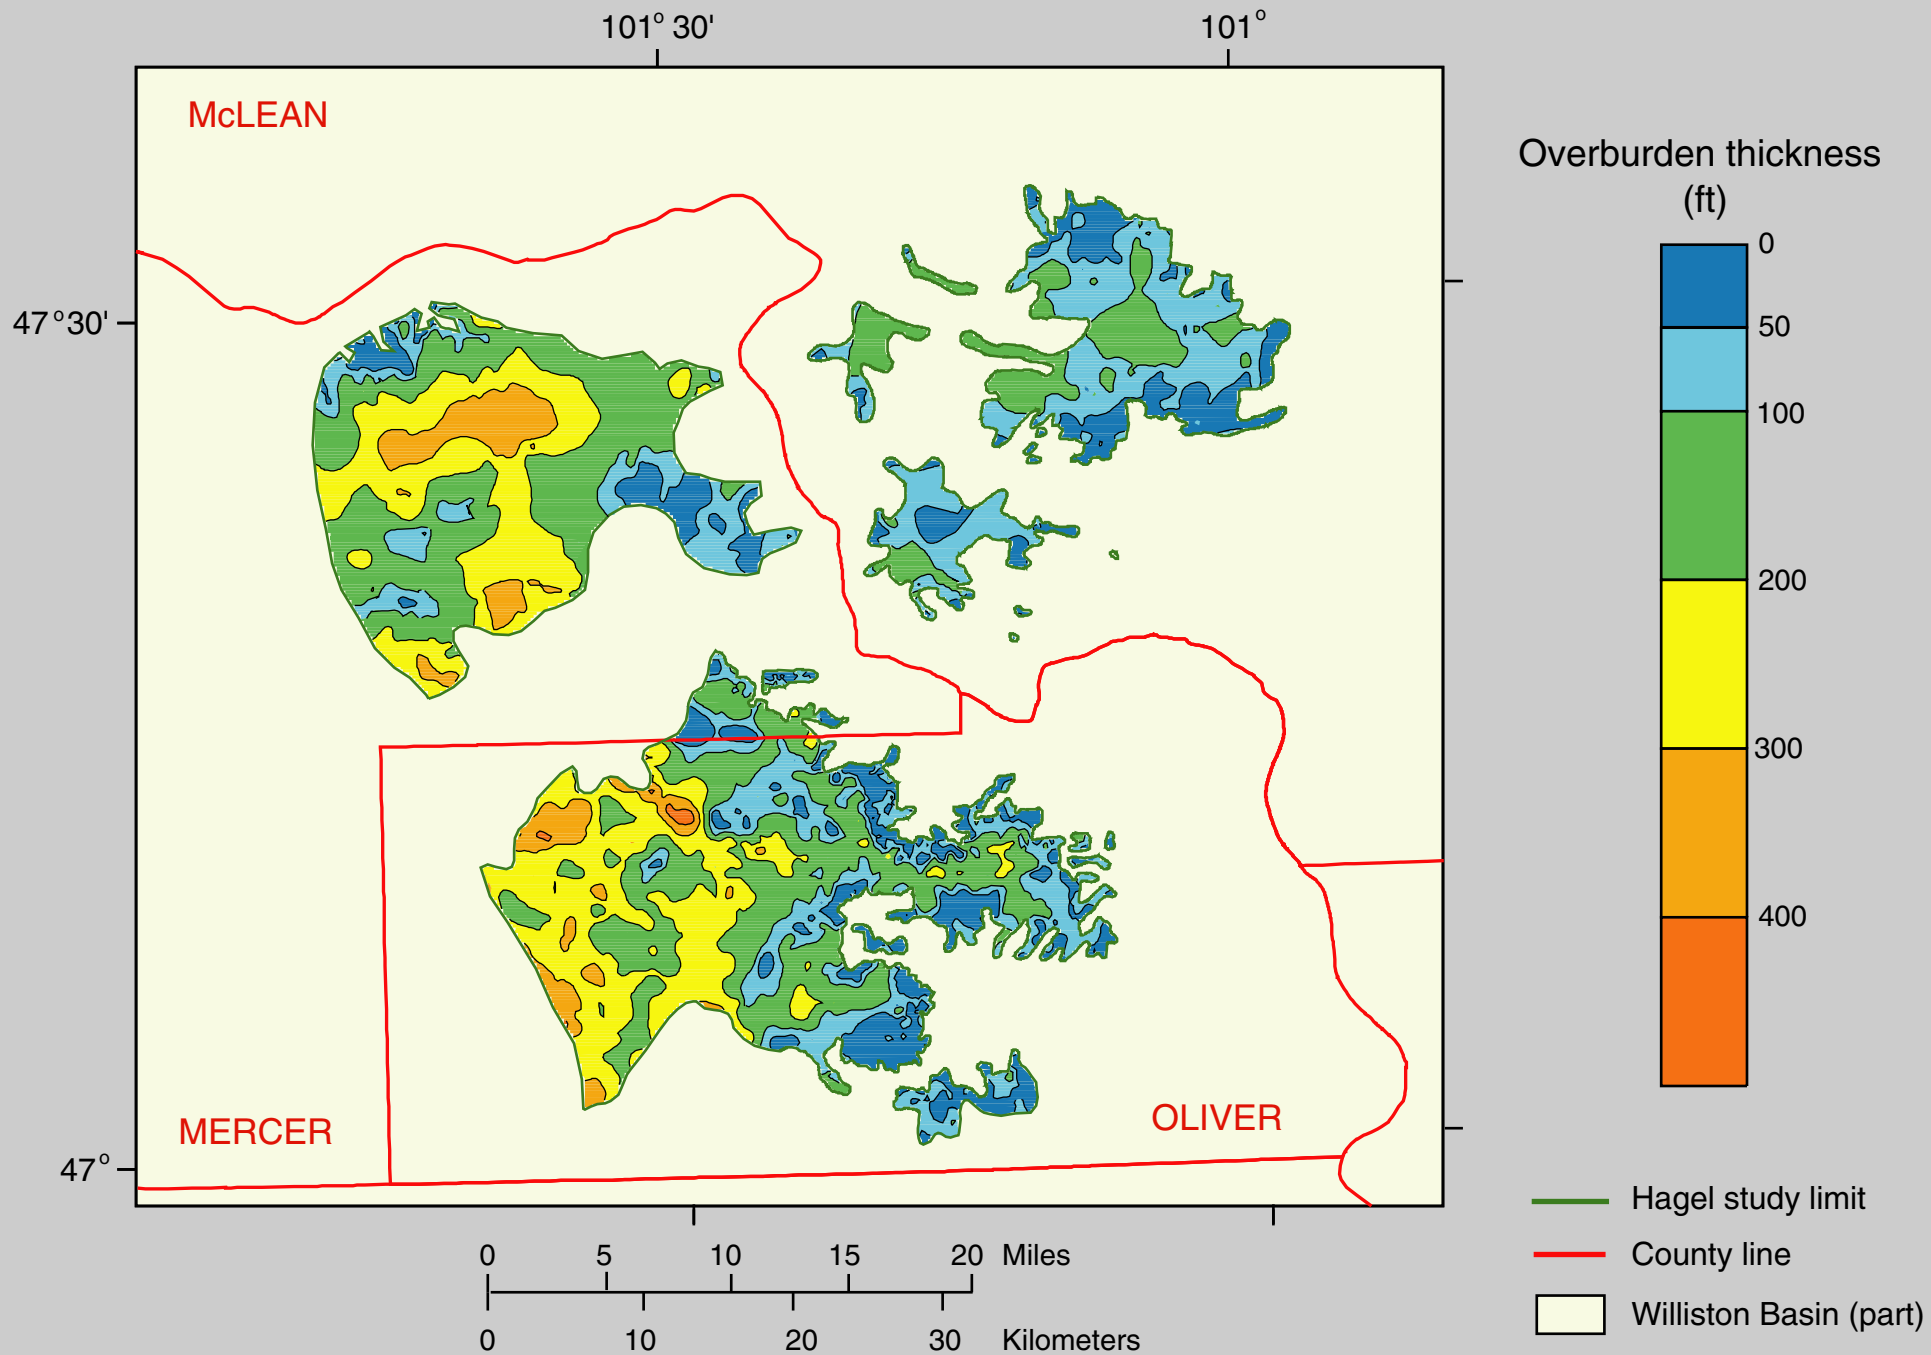 101° 30'
101°
McLEAN
Overburden thickness
(ft)
0
50
100
200
300
400
47°30'
47°
MERCER
OLIVER
Hagel study limit
County line
Williston Basin (part)
0 5 10 15 20 Miles
0 10 20 30 Kilometers